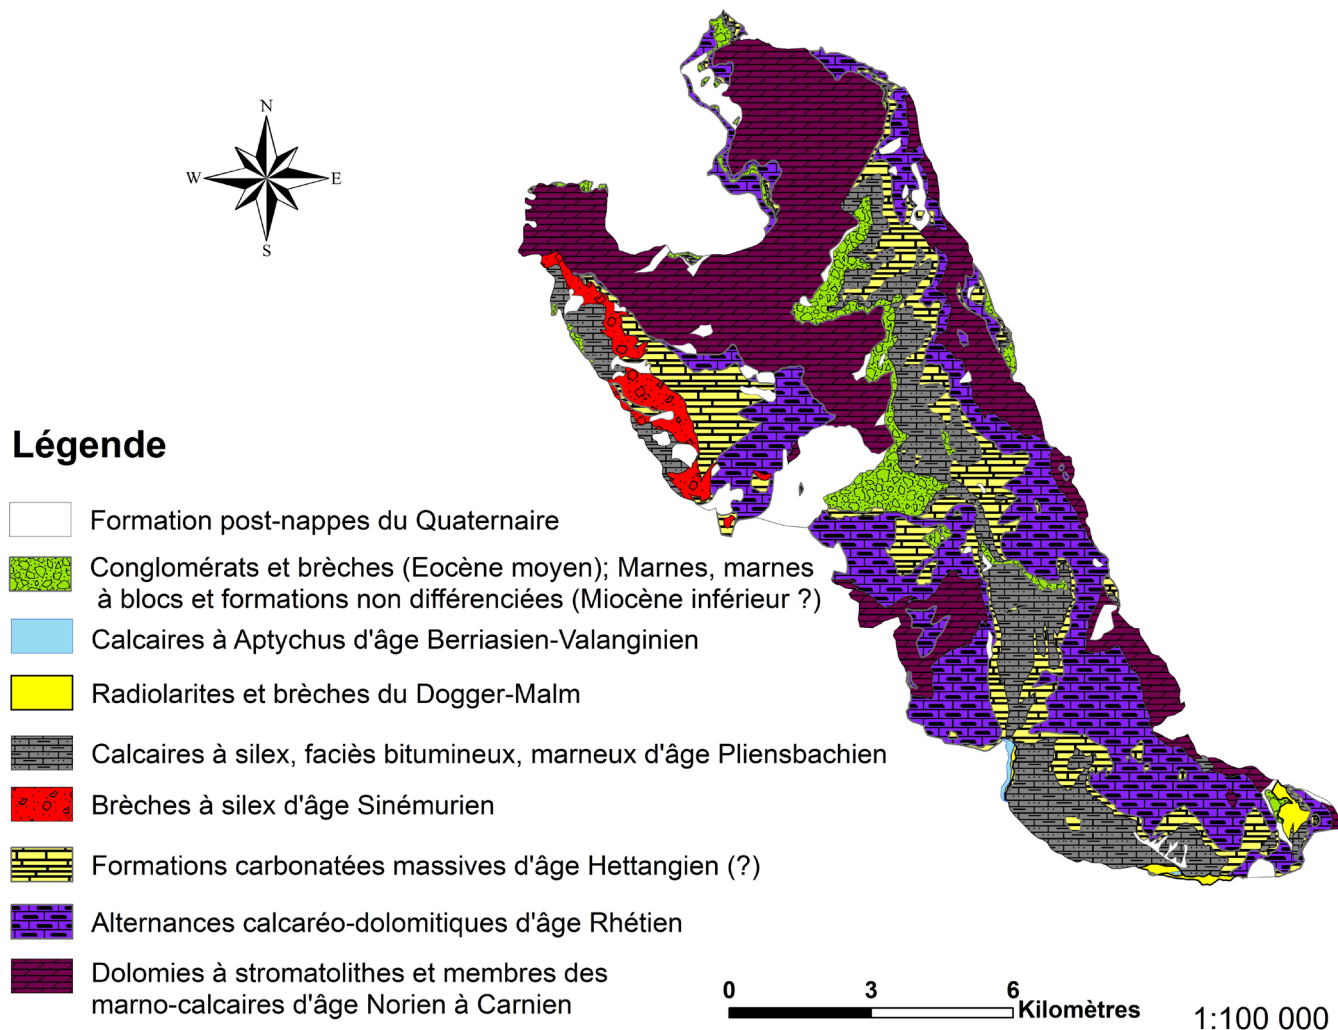 N
W
E
S
Légende
Formation post-nappes du Quaternaire
Conglomérats et brèches (Eocène moyen); Marnes, marnes
à blocs et formations non différenciées (Miocène inférieur ?)
Calcaires à Aptychus d'âge Berriasien-Valanginien
Radiolarites et brèches du Dogger-Malm
Calcaires à silex, faciès bitumineux, marneux d'âge Pliensbachien
Brèches à silex d'âge Sinémurien
Formations carbonatées massives d'âge Hettangien (?)
Alternances calcaréo-dolomitiques d'âge Rhétien
Dolomies à stromatolithes et membres des
marno-calcaires d'âge Norien à Carnien
0 3 6
Kilomètres
1:100 000